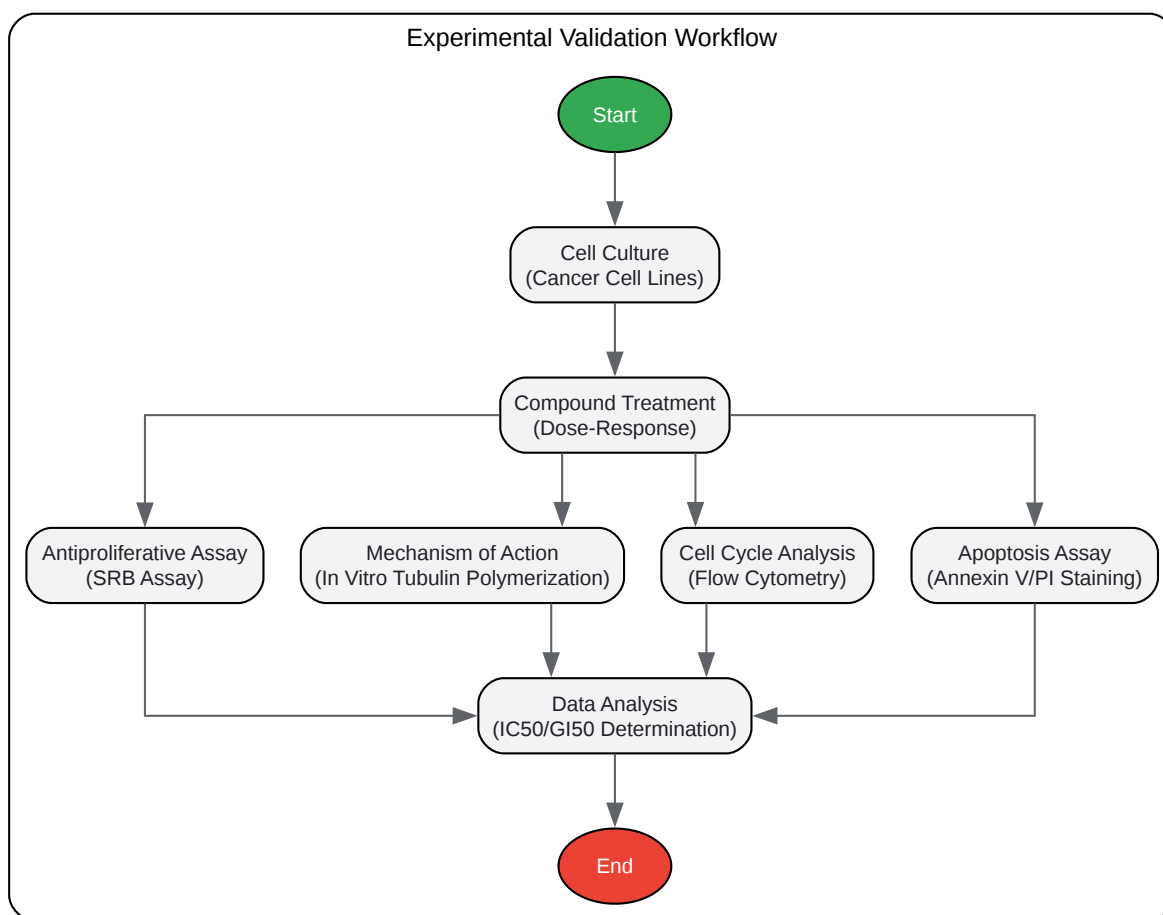 Experimental Validation Workflow
Start
Cell Culture
(Cancer Cell Lines)
Compound Treatment
(Dose-Response)
Antiproliferative Assay
(SRB Assay)
Mechanism of Action
(In Vitro Tubulin Polymerization)
Cell Cycle Analysis
(Flow Cytometry)
Apoptosis Assay
(Annexin V/PI Staining)
Data Analysis
(IC50/GI50 Determination)
End